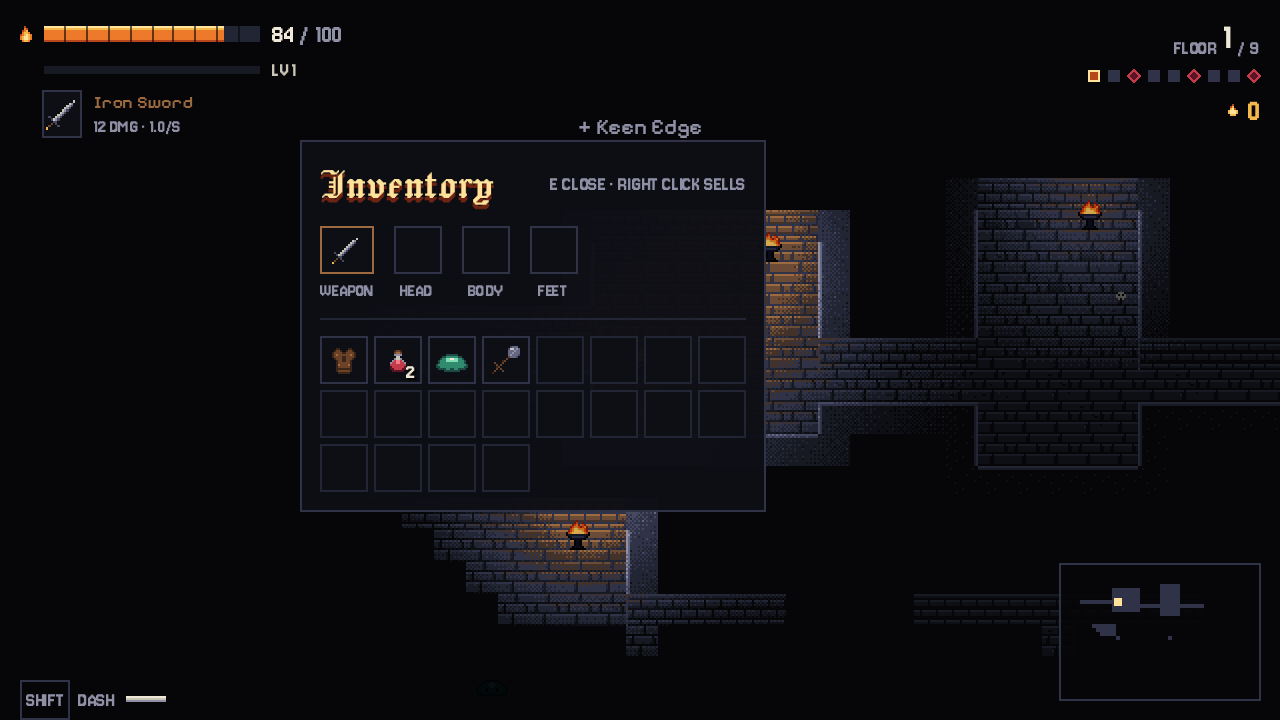 84 / 100
LV1
Iron Sword
12 DMG · 1.0/S
FLOOR 1 / 9
0
+ Keen Edge
Inventory
E CLOSE · RIGHT CLICK SELLS
WEAPON HEAD BODY FEET
2
SHIFT DASH